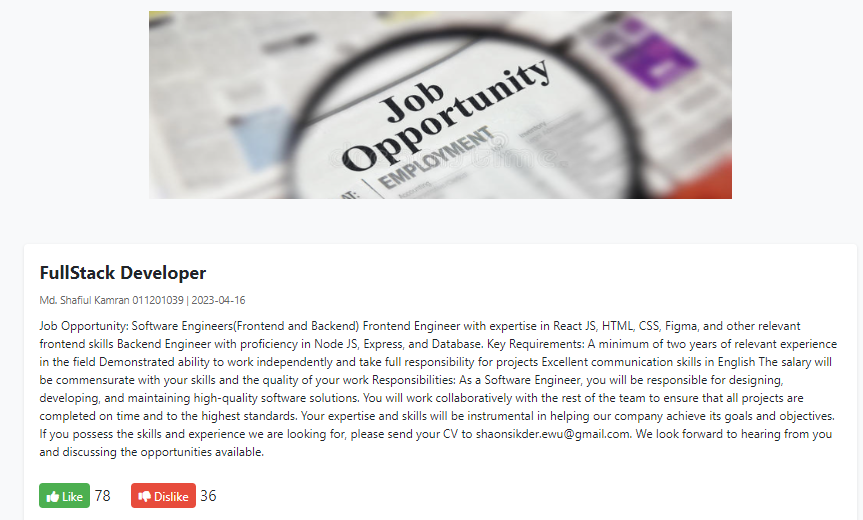 Job
Opportunity
EMPLOYMENT
AT:
FullStack Developer
Md. Shafiul Kamran 011201039 | 2023-04-16
Job Opportunity: Software Engineers(Frontend and Backend) Frontend Engineer with expertise in React JS, HTML, CSS, Figma, and other relevant
frontend skills Backend Engineer with proficiency in Node JS, Express, and Database. Key Requirements: A minimum of two years of relevant experience
in the field Demonstrated ability to work independently and take full responsibility for projects Excellent communication skills in English The salary will
be commensurate with your skills and the quality of your work Responsibilities: As a Software Engineer, you will be responsible for designing,
developing, and maintaining high-quality software solutions. You will work collaboratively with the rest of the team to ensure that all projects are
completed on time and to the highest standards. Your expertise and skills will be instrumental in helping our company achieve its goals and objectives.
If you possess the skills and experience we are looking for, please send your CV to shaonsikder.ewu@gmail.com. We look forward to hearing from you
and discussing the opportunities available.
Like 78 Dislike 36